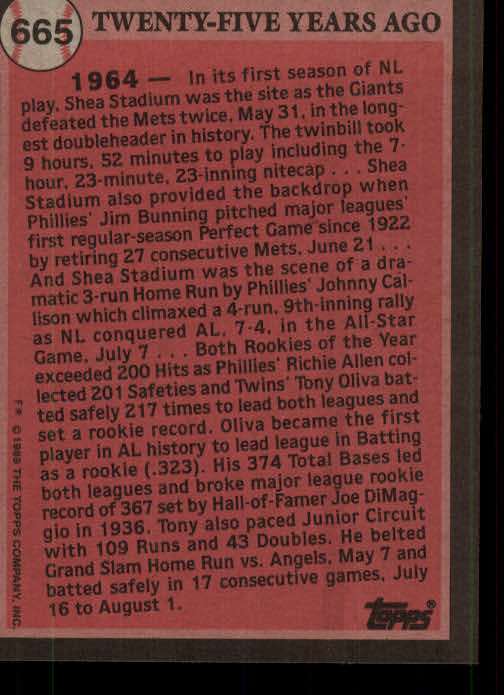 665 TWENTY-FIVE YEARS AGO
1964 — In its first season of NL
play, Shea Stadium was the site as the Giants
defeated the Mets twice, May 31, in the long-
est doubleheader in history. The twinbill took
9 hours, 52 minutes to play including the 7-
hour, 23-minute, 23-inning nitecap . . . Shea
Stadium also provided the backdrop when
Phillies' Jim Bunning pitched major leagues'
first regular-season Perfect Game since 1922
by retiring 27 consecutive Mets, June 21 . . .
And Shea Stadium was the scene of a dra-
matic 3-run Home Run by Phillies' Johnny Cal-
lison which climaxed a 4-run, 9th-inning rally
as NL conquered AL, 7-4, in the All-Star
Game, July 7 . . . Both Rookies of the Year
exceeded 200 Hits as Phillies' Richie Allen col-
lected 201 Safeties and Twins' Tony Oliva bat-
ted safely 217 times to lead both leagues and
set a rookie record. Oliva became the first
player in AL history to lead league in Batting
as a rookie (.323). His 374 Total Bases led
both leagues and broke major league rookie
record of 367 set by Hall-of-Famer Joe DiMag-
gio in 1936. Tony also paced Junior Circuit
with 109 Runs and 43 Doubles. He belted
Grand Slam Home Run vs. Angels, May 7 and
batted safely in 17 consecutive games, July
16 to August 1.
topps®
F* © 1989 THE TOPPS COMPANY, INC.